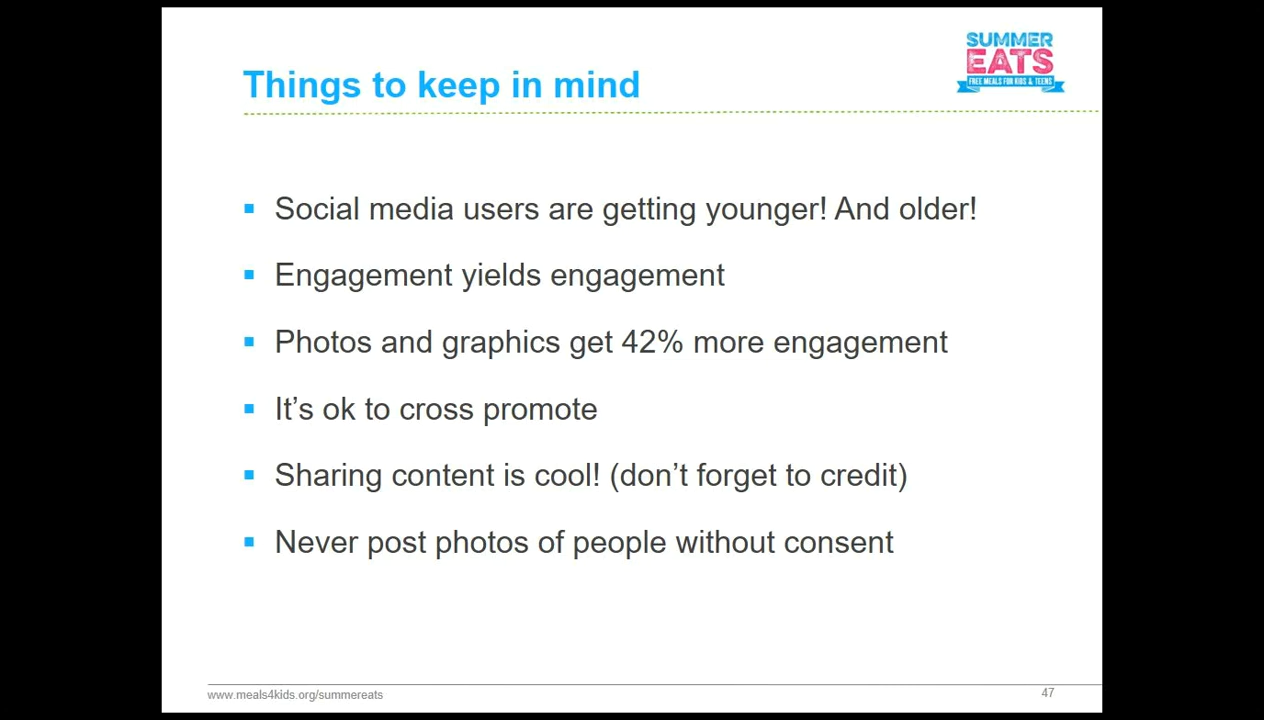 SUMMER
EATS
FREE MEALS FOR KIDS & TEENS
Things to keep in mind
Social media users are getting younger! And older!
Engagement yields engagement
Photos and graphics get 42% more engagement
It’s ok to cross promote
Sharing content is cool! (don’t forget to credit)
Never post photos of people without consent
www.meals4kids.org/summereats
47